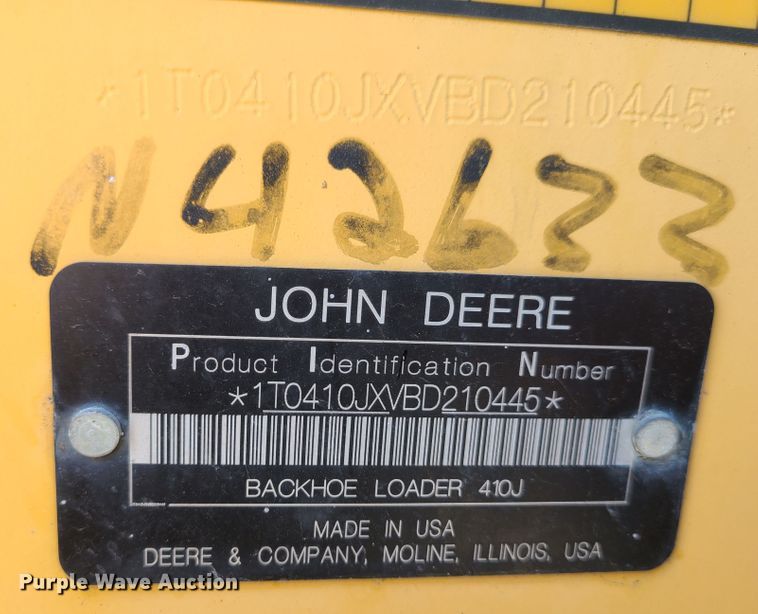 *1T0410JXVBD210445*
N42633
JOHN DEERE
Product Identification Number
*1T0410JXVBD210445*
BACKHOE LOADER 410J
MADE IN USA
DEERE & COMPANY, MOLINE, ILLINOIS, USA
Purple Wave Auction